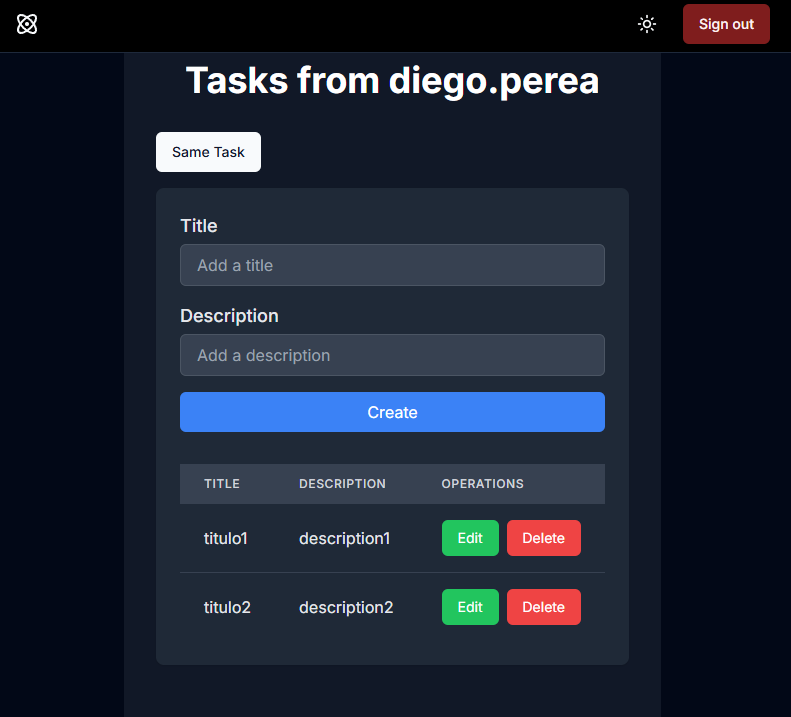 Sign out
Tasks from diego.perea
Same Task
Title
Add a title
Description
Add a description
Create
TITLE DESCRIPTION OPERATIONS
titulo1 description1 Edit Delete
titulo2 description2 Edit Delete